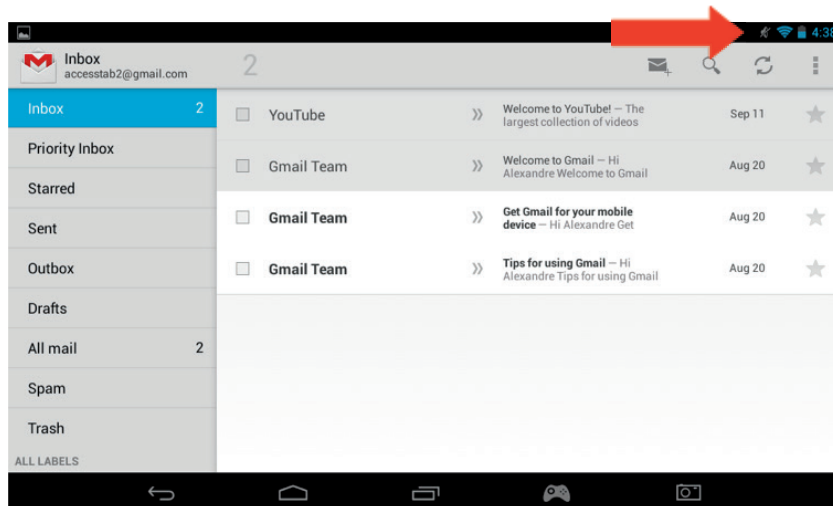 4:38
Inbox
accesstab2@gmail.com
2
Inbox 2
Priority Inbox
Starred
Sent
Outbox
Drafts
All mail 2
Spam
Trash
ALL LABELS
YouTube
Welcome to YouTube! — The
largest collection of videos
Sep 11
Gmail Team
Welcome to Gmail — Hi
Alexandre Welcome to Gmail
Aug 20
Gmail Team
Get Gmail for your mobile
device — Hi Alexandre Get
Aug 20
Gmail Team
Tips for using Gmail — Hi
Alexandre Tips for using Gmail
Aug 20